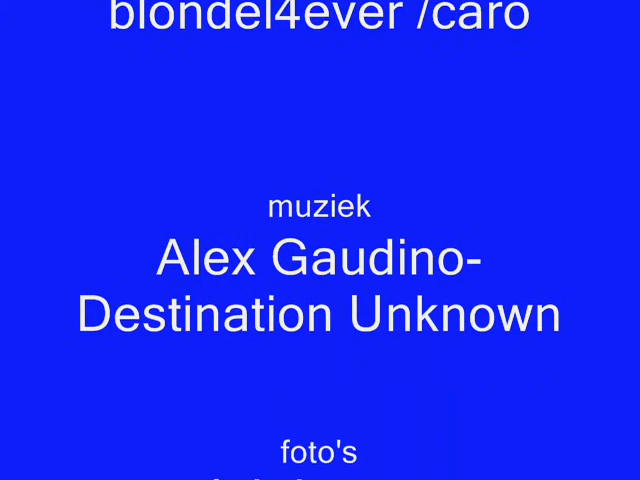 blondel4ever /caro
muziek
Alex Gaudino-
Destination Unknown
foto's